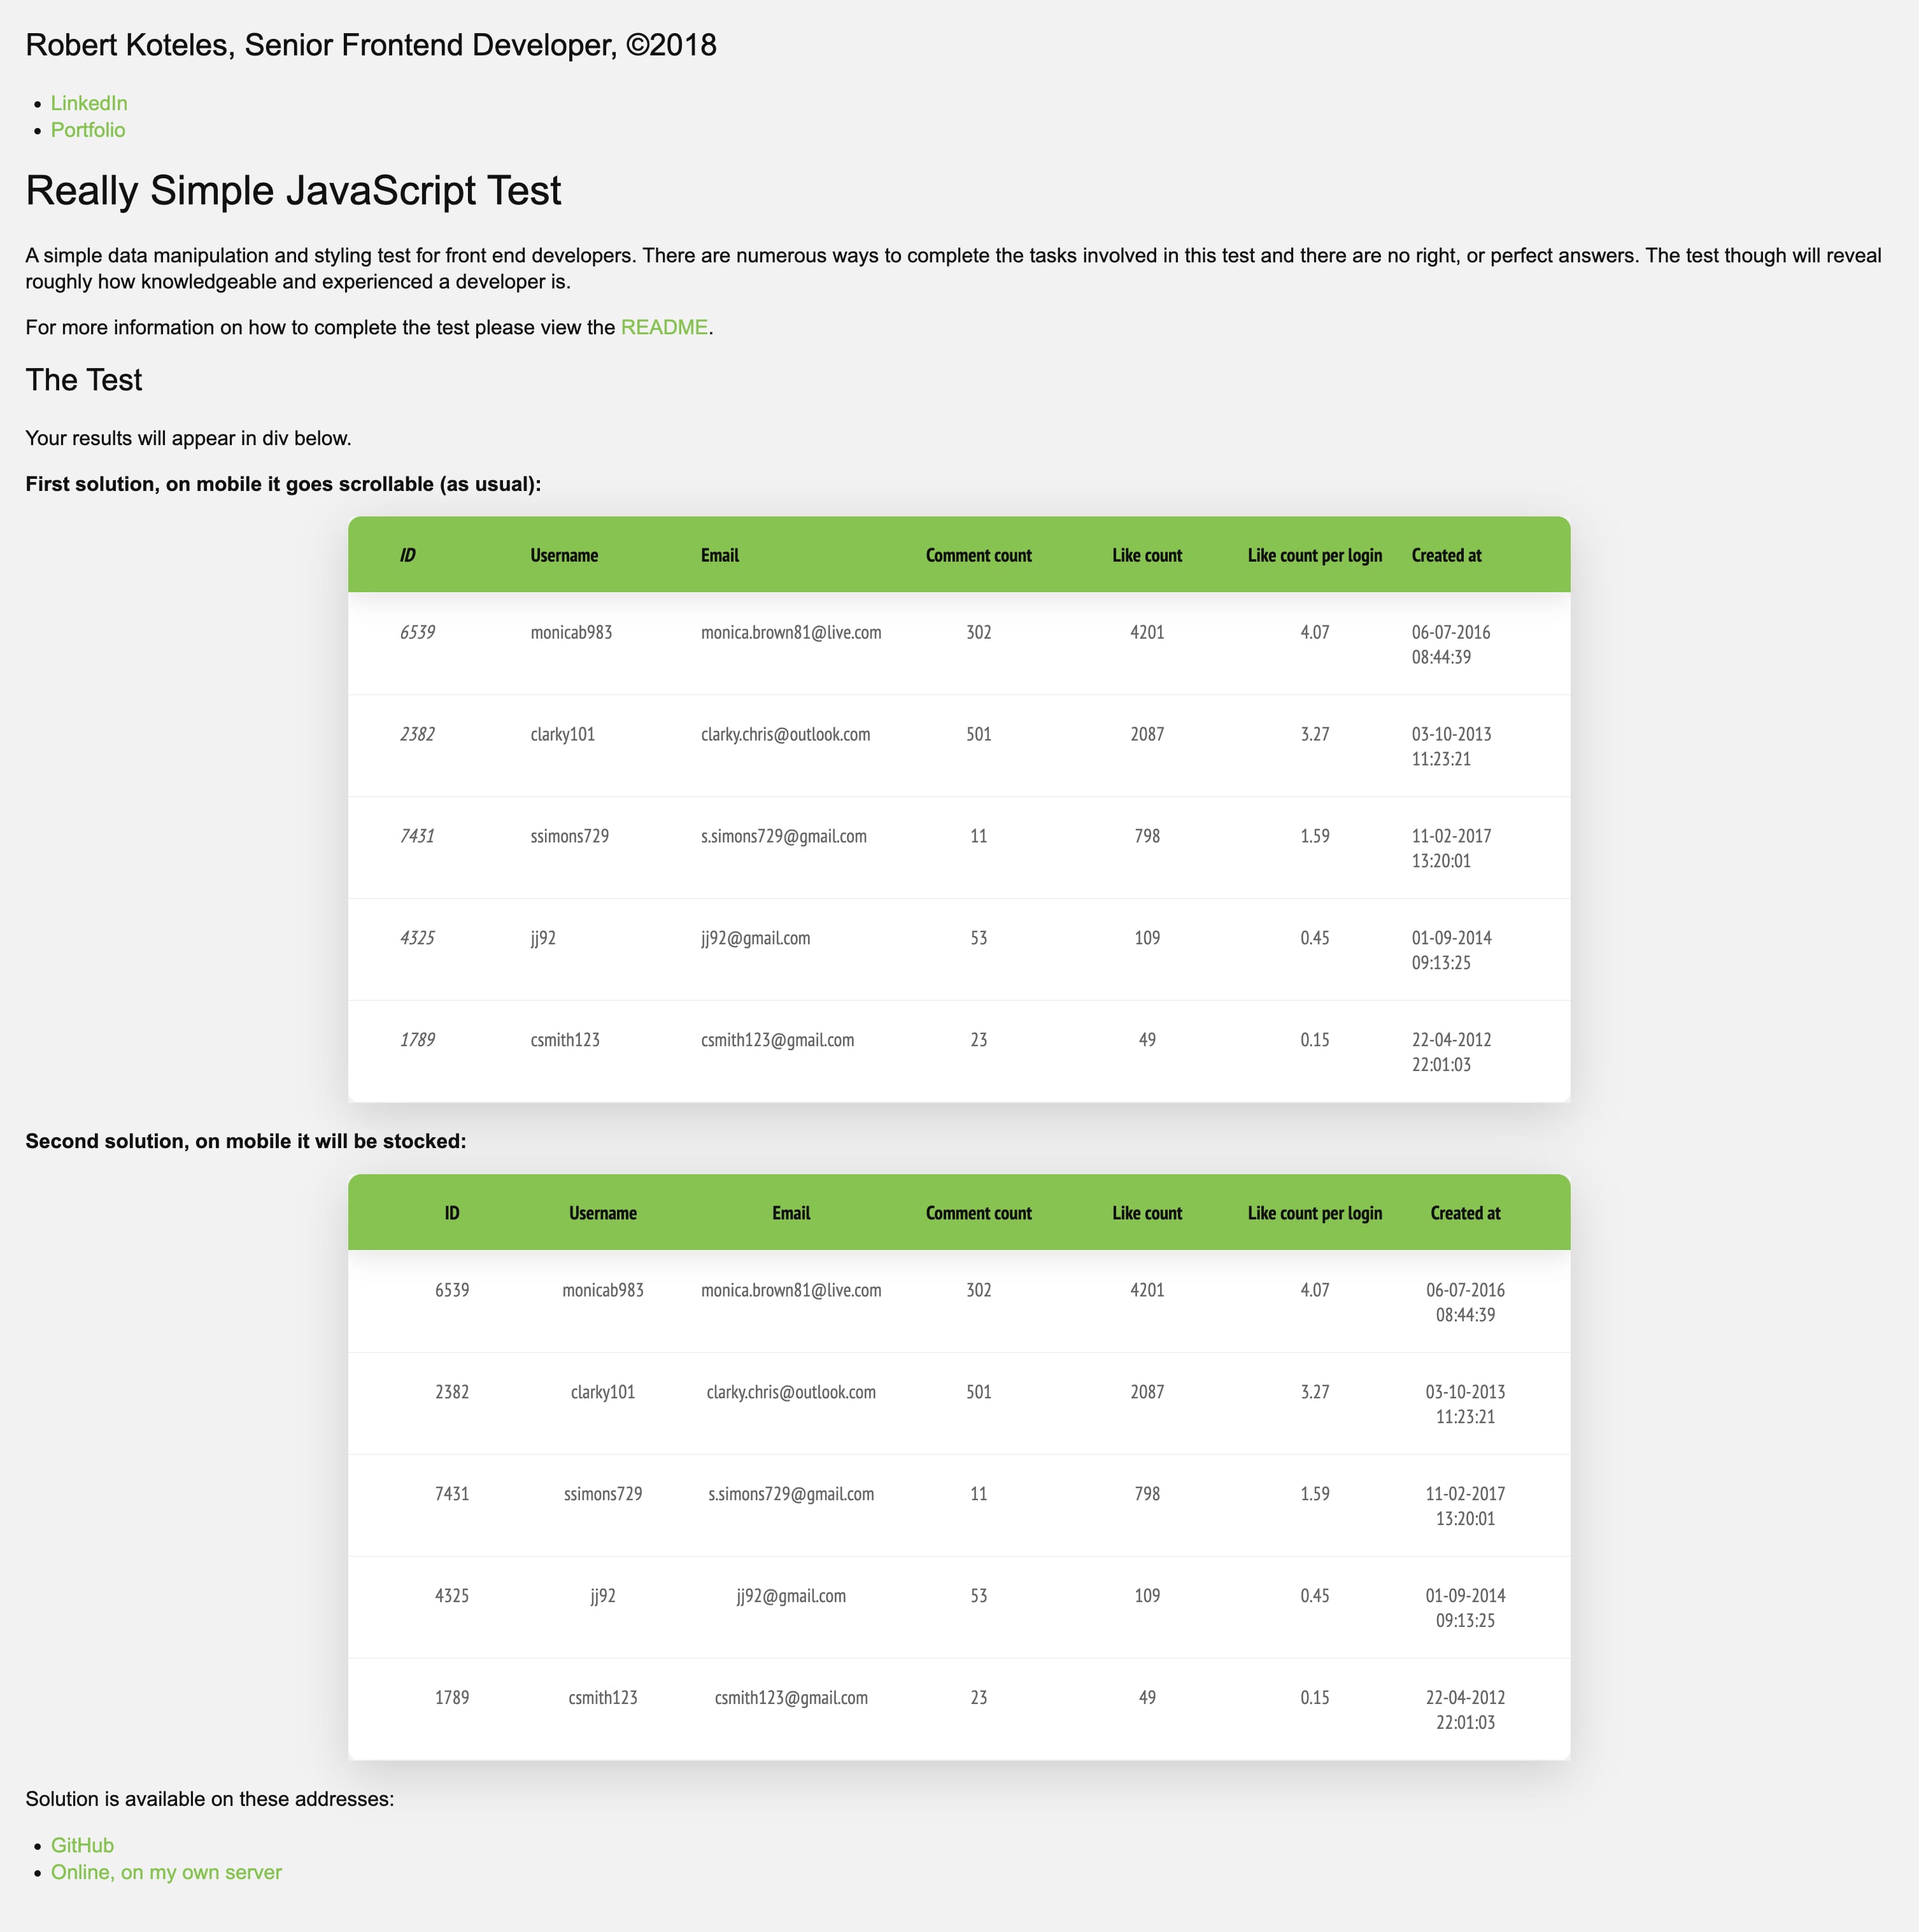 Robert Koteles, Senior Frontend Developer, ©2018
LinkedIn
Portfolio
Really Simple JavaScript Test
A simple data manipulation and styling test for front end developers. There are numerous ways to complete the tasks involved in this test and there are no right, or perfect answers. The test though will reveal
roughly how knowledgeable and experienced a developer is.
For more information on how to complete the test please view the README.
The Test
Your results will appear in div below.
First solution, on mobile it goes scrollable (as usual):
ID Username Email Comment count Like count Like count per login Created at
6539 monicab983 monica.brown81@live.com 302 4201 4.07 06-07-2016
08:44:39
2382 clarky101 clarky.chris@outlook.com 501 2087 3.27 03-10-2013
11:23:21
7431 ssimons729 s.simons729@gmail.com 11 798 1.59 11-02-2017
13:20:01
4325 jj92 jj92@gmail.com 53 109 0.45 01-09-2014
09:13:25
1789 csmith123 csmith123@gmail.com 23 49 0.15 22-04-2012
22:01:03
Second solution, on mobile it will be stocked:
ID Username Email Comment count Like count Like count per login Created at
6539 monicab983 monica.brown81@live.com 302 4201 4.07 06-07-2016
08:44:39
2382 clarky101 clarky.chris@outlook.com 501 2087 3.27 03-10-2013
11:23:21
7431 ssimons729 s.simons729@gmail.com 11 798 1.59 11-02-2017
13:20:01
4325 jj92 jj92@gmail.com 53 109 0.45 01-09-2014
09:13:25
1789 csmith123 csmith123@gmail.com 23 49 0.15 22-04-2012
22:01:03
Solution is available on these addresses:
GitHub
Online, on my own server